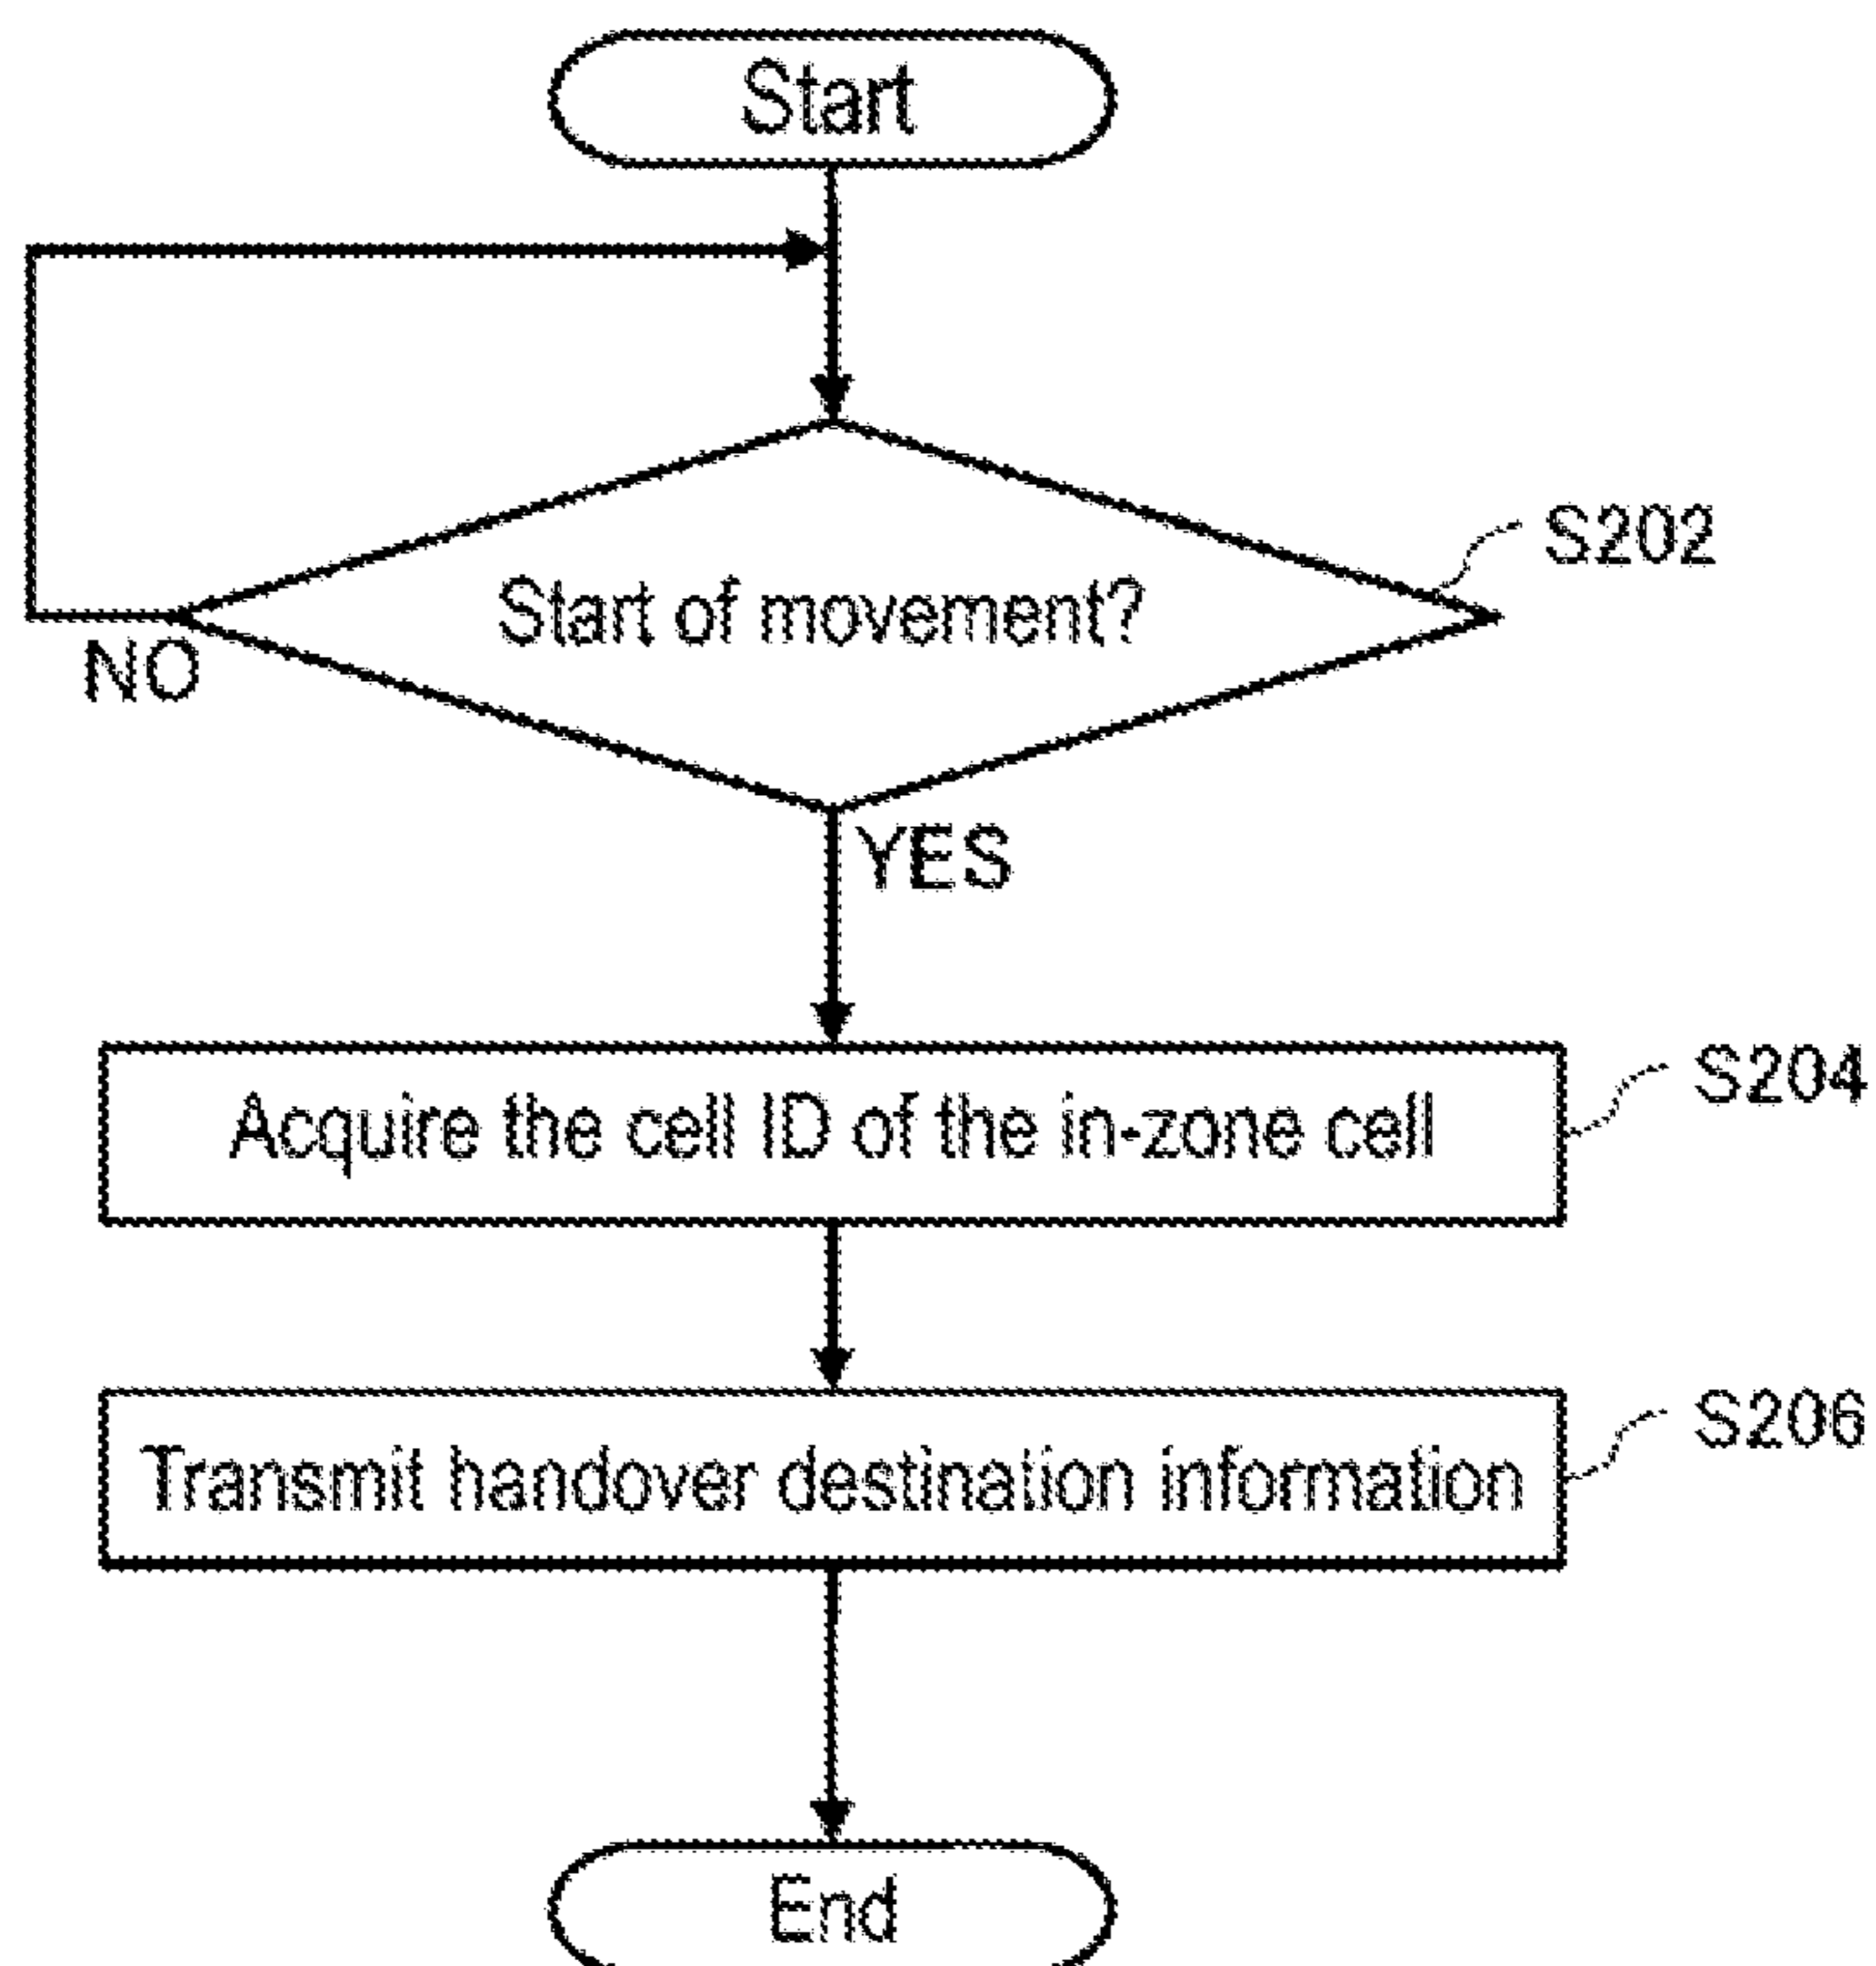 Start
Start of movement?
S202
NO
YES
Acquire the cell ID of the in-zone cell
S204
Transmit handover destination information
S206
End